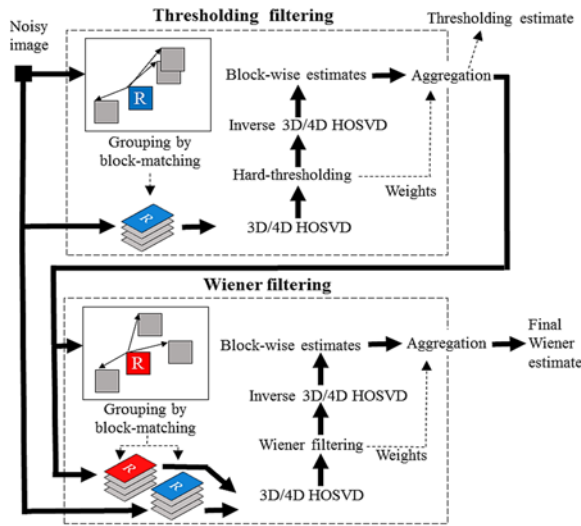 Noisy
image
Thresholding filtering
Thresholding estimate
R
Grouping by
block-matching
R
Block-wise estimates
Aggregation
Inverse 3D/4D HOSVD
Hard-thresholding
Weights
3D/4D HOSVD
Wiener filtering
R
Grouping by
block-matching
R
R
Block-wise estimates
Aggregation
Final
Wiener
estimate
Inverse 3D/4D HOSVD
Wiener filtering
Weights
3D/4D HOSVD